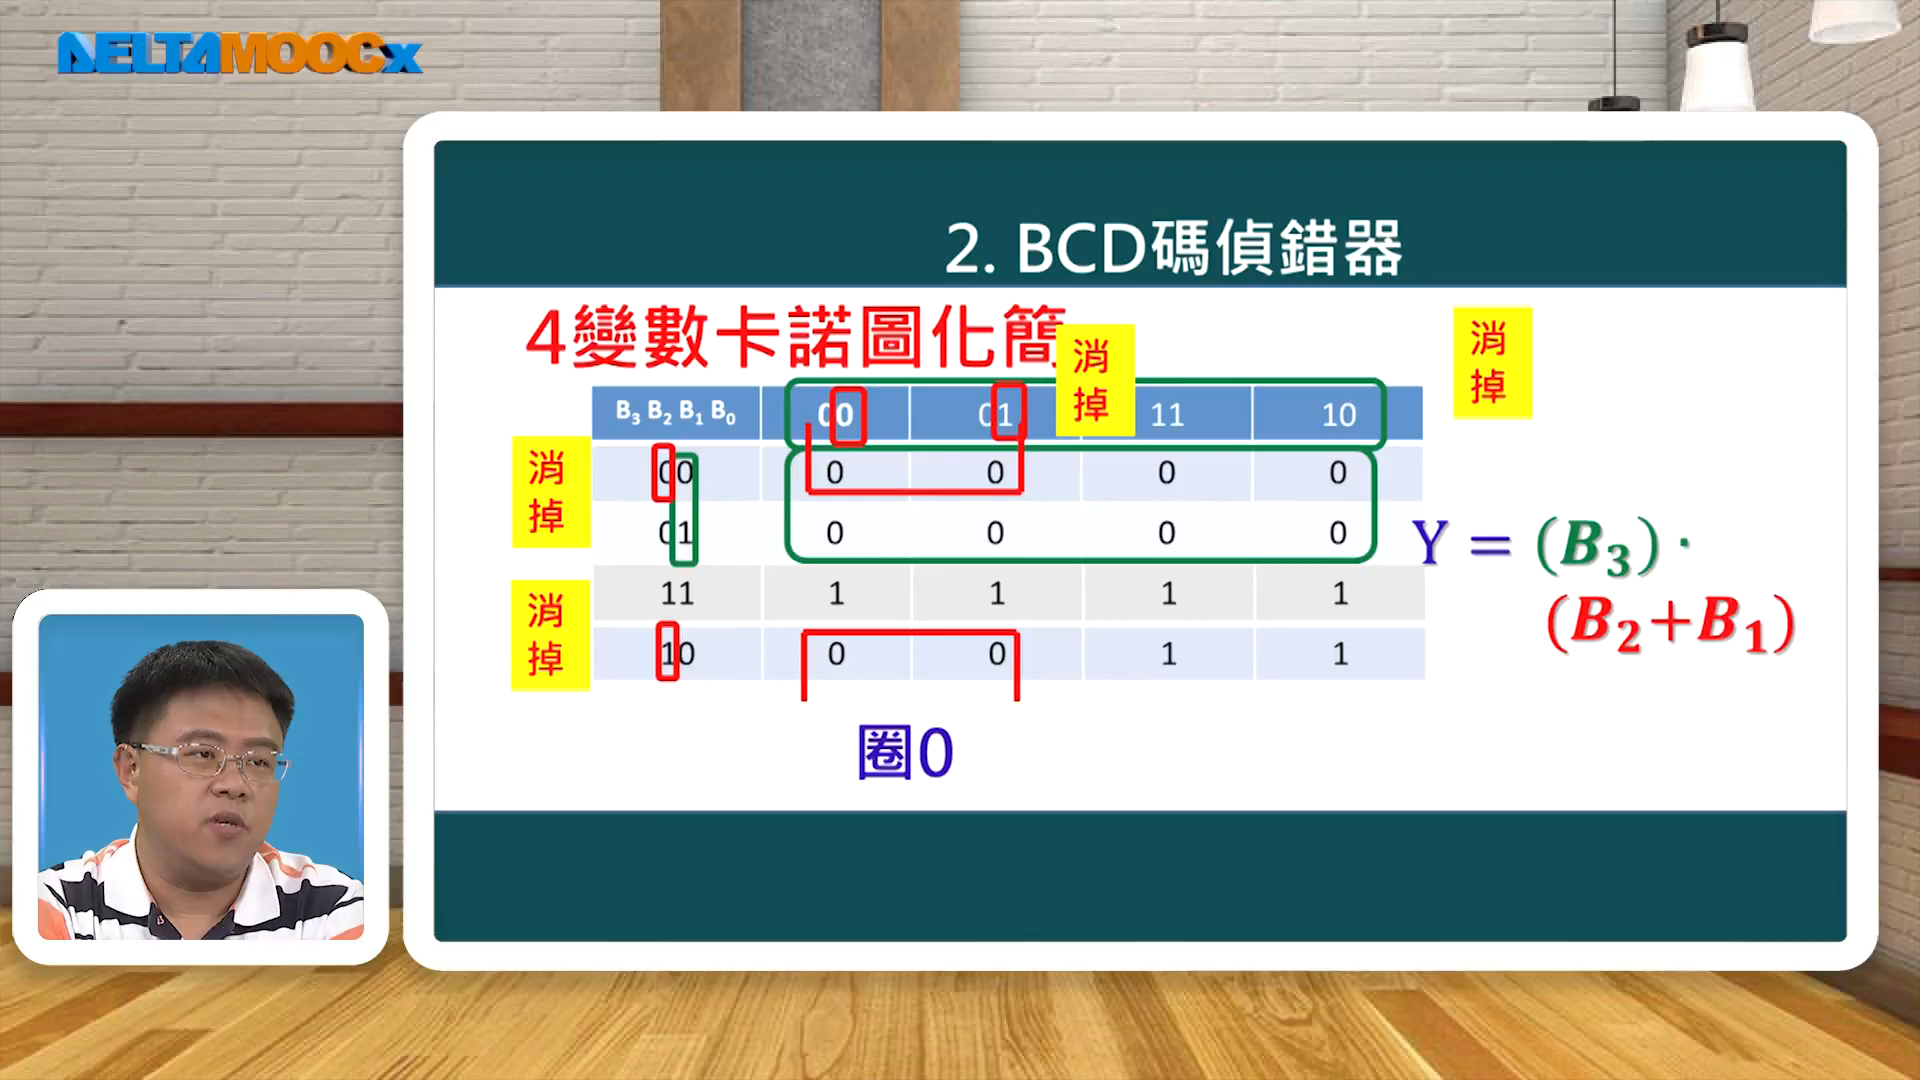 DELTAMOOCx
2. BCD碼偵錯器
4變數卡諾圖化簡
消掉
消掉
B₃ B₂ B₁ B₀ 00 01 11 10
消掉
00 0 0 0 0
01 0 0 0 0
11 1 1 1 1
消掉
10 0 0 1 1
Y = (B₃) ·
(B₂+B₁)
圈0